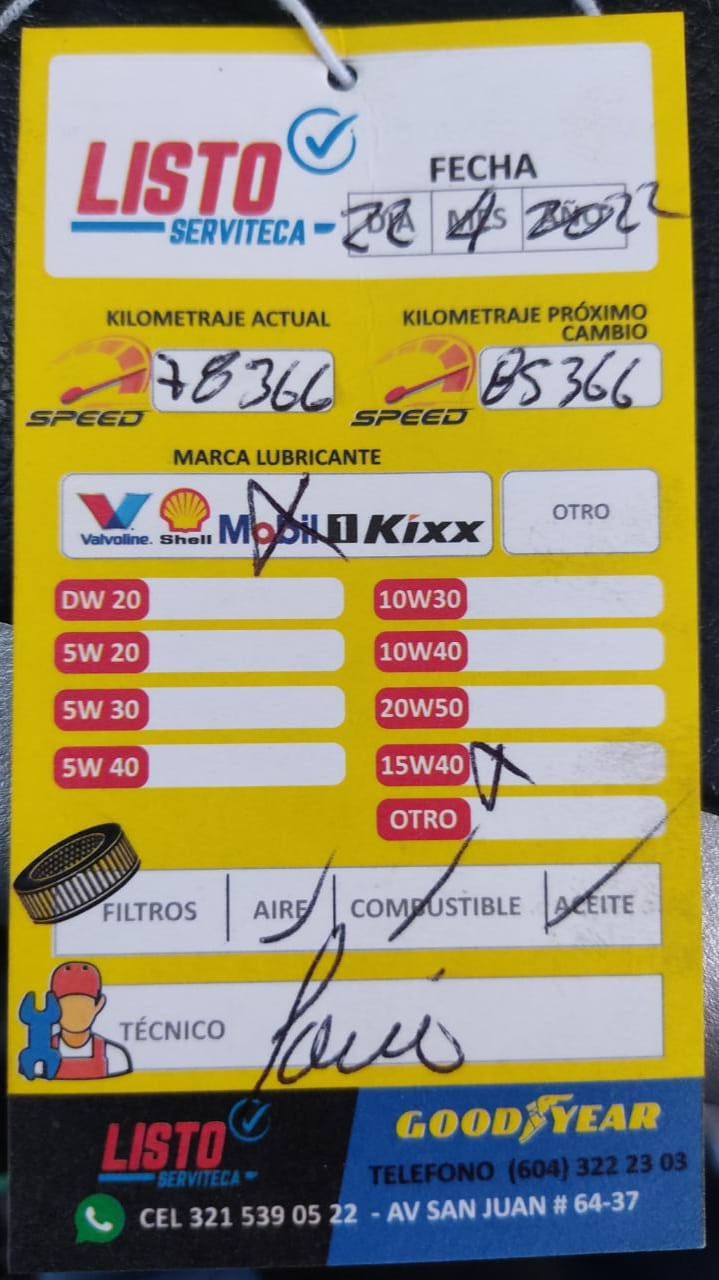 LISTO
SERVITECA
FECHA
DIA MES AÑO
22 4 2022
KILOMETRAJE ACTUAL
KILOMETRAJE PRÓXIMO
CAMBIO
SPEED 78366
SPEED 85366
MARCA LUBRICANTE
Valvoline. Shell Mobil 1 Kixx
OTRO
DW 20
10W30
5W 20
10W40
5W 30
20W50
5W 40
15W40
OTRO
FILTROS AIRE COMBUSTIBLE ACEITE
TÉCNICO
LISTO
SERVITECA
GOODYEAR
TELEFONO (604) 322 23 03
CEL 321 539 05 22 - AV SAN JUAN # 64-37